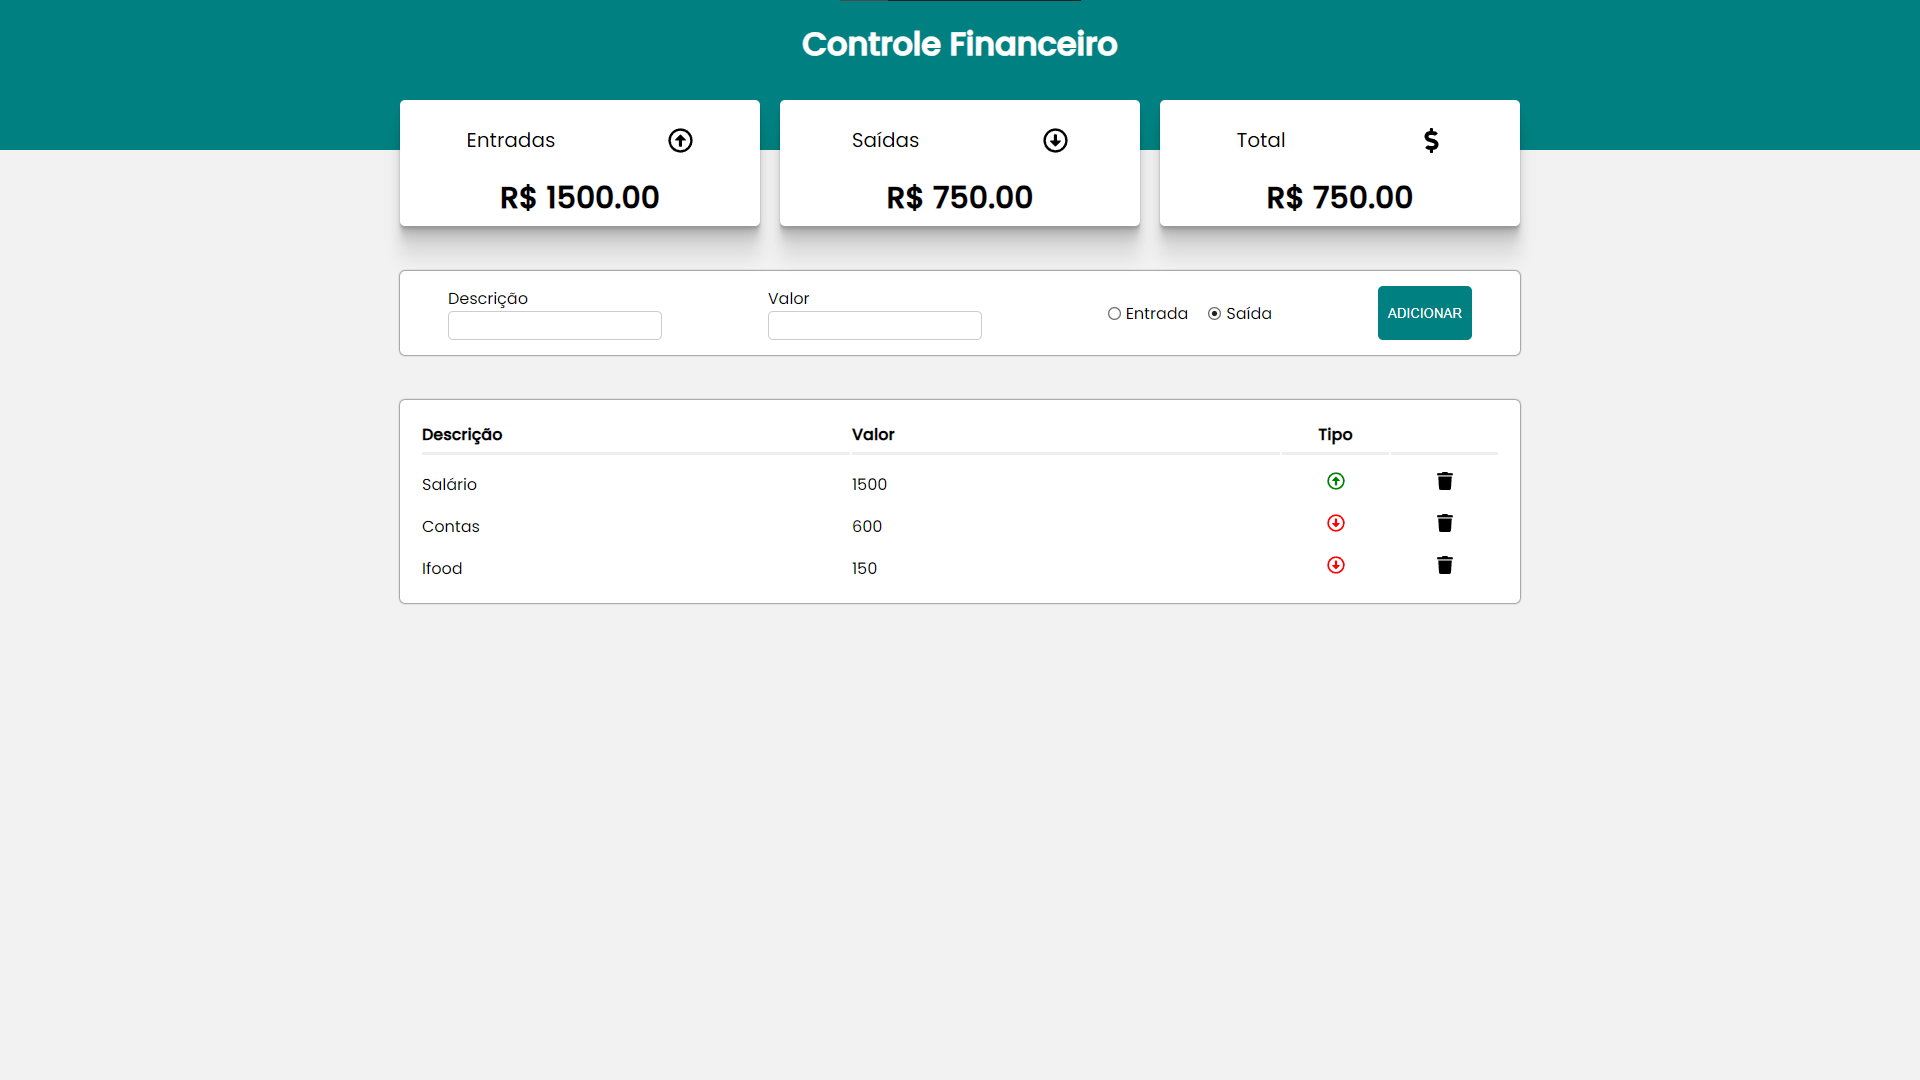 Controle Financeiro
Entradas
R$ 1500.00
Saídas
R$ 750.00
Total
R$ 750.00
Descrição
Valor
Entrada Saída
ADICIONAR
Descrição Valor Tipo
Salário 1500
Contas 600
Ifood 150